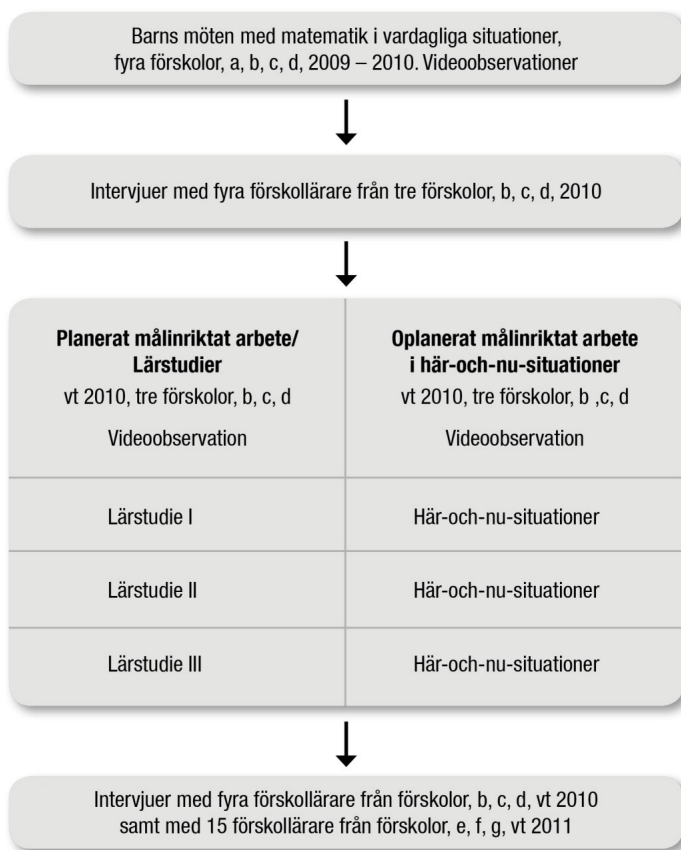 Barns möten med matematik i vardagliga situationer,
fyra förskolor, a, b, c, d, 2009 – 2010. Videoobservationer
Intervjuer med fyra förskollärare från tre förskolor, b, c, d, 2010
Planerat målinriktat arbete/
Lärstudier
vt 2010, tre förskolor, b, c, d
Videoobservation
Oplanerat målinriktat arbete
i här-och-nu-situationer
vt 2010, tre förskolor, b ,c, d
Videoobservation
Lärstudie I
Här-och-nu-situationer
Lärstudie II
Här-och-nu-situationer
Lärstudie III
Här-och-nu-situationer
Intervjuer med fyra förskollärare från förskolor, b, c, d, vt 2010
samt med 15 förskollärare från förskolor, e, f, g, vt 2011